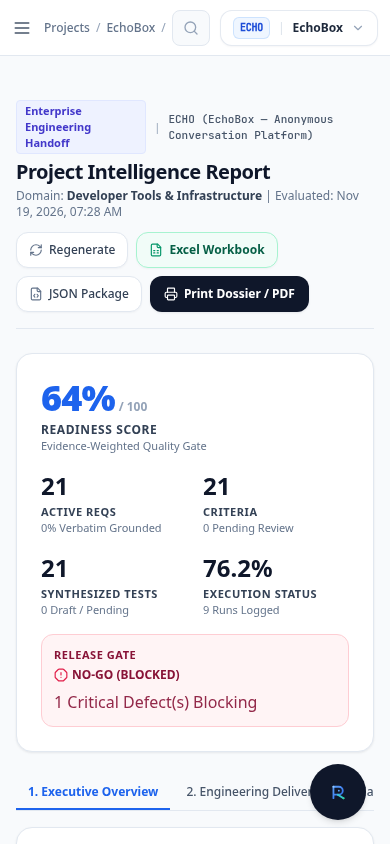 Projects / EchoBox /
ECHO | EchoBox
Enterprise
Engineering
Handoff
| ECHO (EchoBox — Anonymous
Conversation Platform)
Project Intelligence Report
Domain: Developer Tools & Infrastructure | Evaluated: Nov
19, 2026, 07:28 AM
Regenerate
Excel Workbook
JSON Package
Print Dossier / PDF
64% / 100
READINESS SCORE
Evidence-Weighted Quality Gate
21
ACTIVE REQS
0% Verbatim Grounded
21
CRITERIA
0 Pending Review
21
SYNTHESIZED TESTS
0 Draft / Pending
76.2%
EXECUTION STATUS
9 Runs Logged
RELEASE GATE
NO-GO (BLOCKED)
1 Critical Defect(s) Blocking
1. Executive Overview
2. Engineering
R